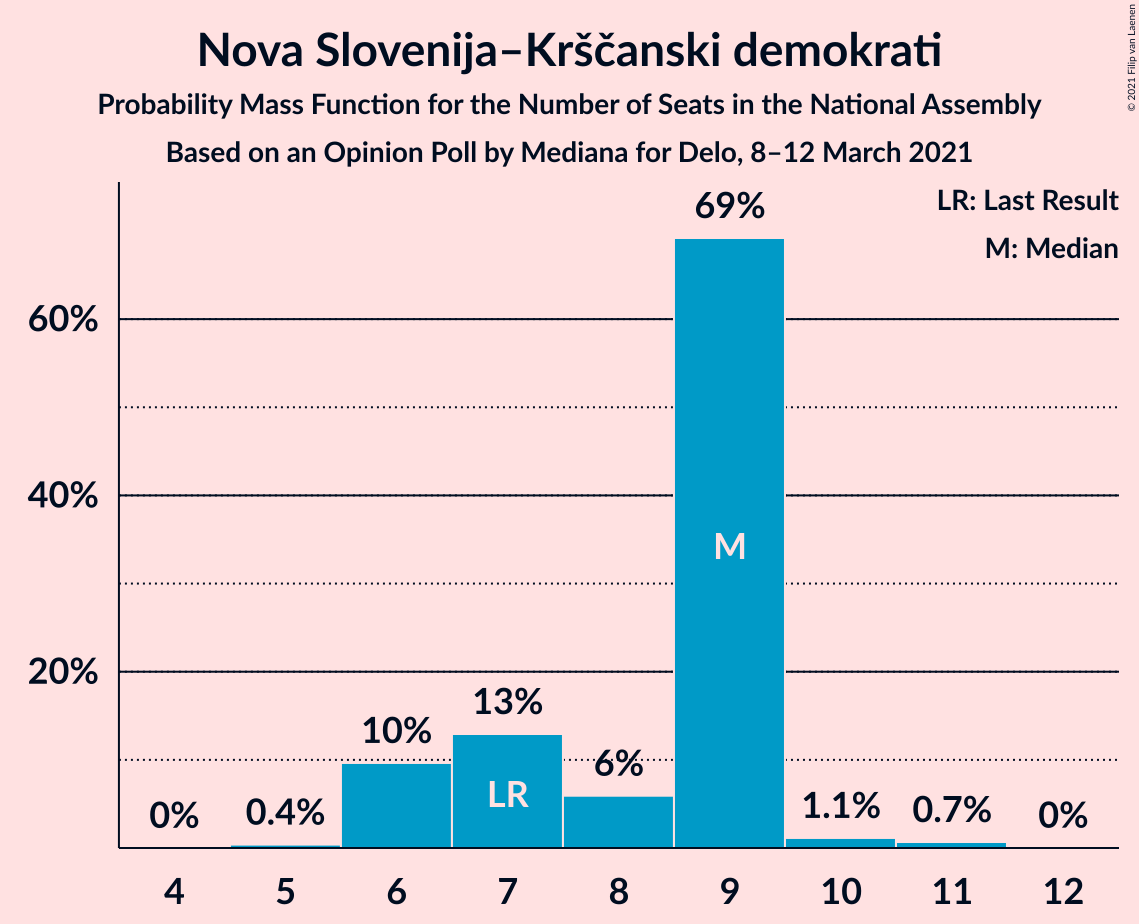 Nova Slovenija–Krščanski demokrati
Probability Mass Function for the Number of Seats in the National Assembly
Based on an Opinion Poll by Mediana for Delo, 8–12 March 2021
© 2021 Filip van Laenen
LR: Last Result
M: Median
60%
40%
20%
0%
0.4%
10%
13%
6%
69%
1.1%
0.7%
0%
LR
M
4 5 6 7 8 9 10 11 12